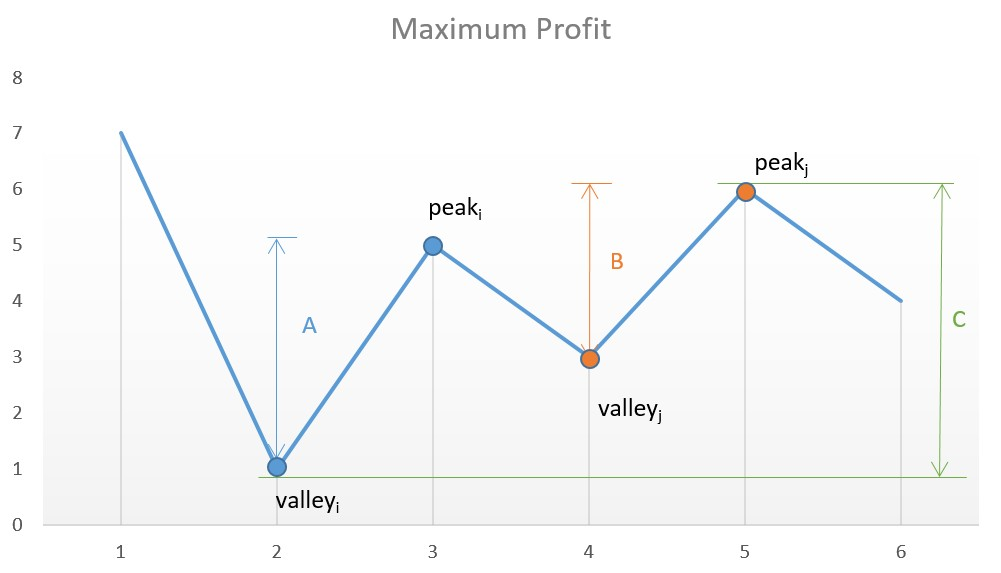 Maximum Profit
8
7
6
5
4
3
2
1
0
peakj
peaki
B
A
C
valleyj
valleyi
1 2 3 4 5 6